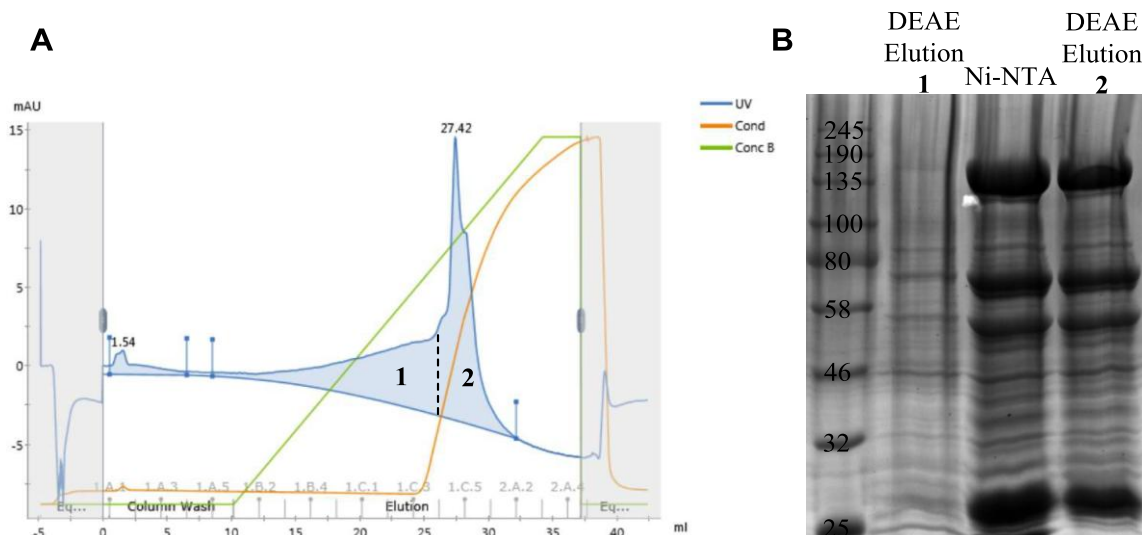 A
mAU
15
10
5
0
-5
1.54
27.42
1
2
UV
Cond
Conc B
1.A.1 1.A.3 1.A.5 1.B.2 1.B.4 1.C.1 1.C.3 1.C.5 2.A.2 2.A.4
Eq... Column Wash Elution Eq...
-5 0 5 10 15 20 25 30 35 40 ml
B
DEAE
Elution
1
Ni-NTA
DEAE
Elution
2
245
190
135
100
80
58
46
32
25